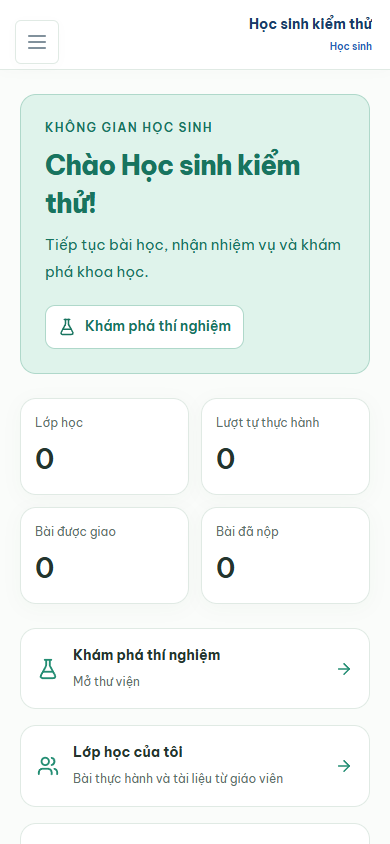 Học sinh kiểm thử
Học sinh
KHÔNG GIAN HỌC SINH
Chào Học sinh kiểm
thử!
Tiếp tục bài học, nhận nhiệm vụ và khám
phá khoa học.
Khám phá thí nghiệm
Lớp học
Lượt tự thực hành
0
0
Bài được giao
Bài đã nộp
0
0
Khám phá thí nghiệm
Mở thư viện
Lớp học của tôi
Bài thực hành và tài liệu từ giáo viên